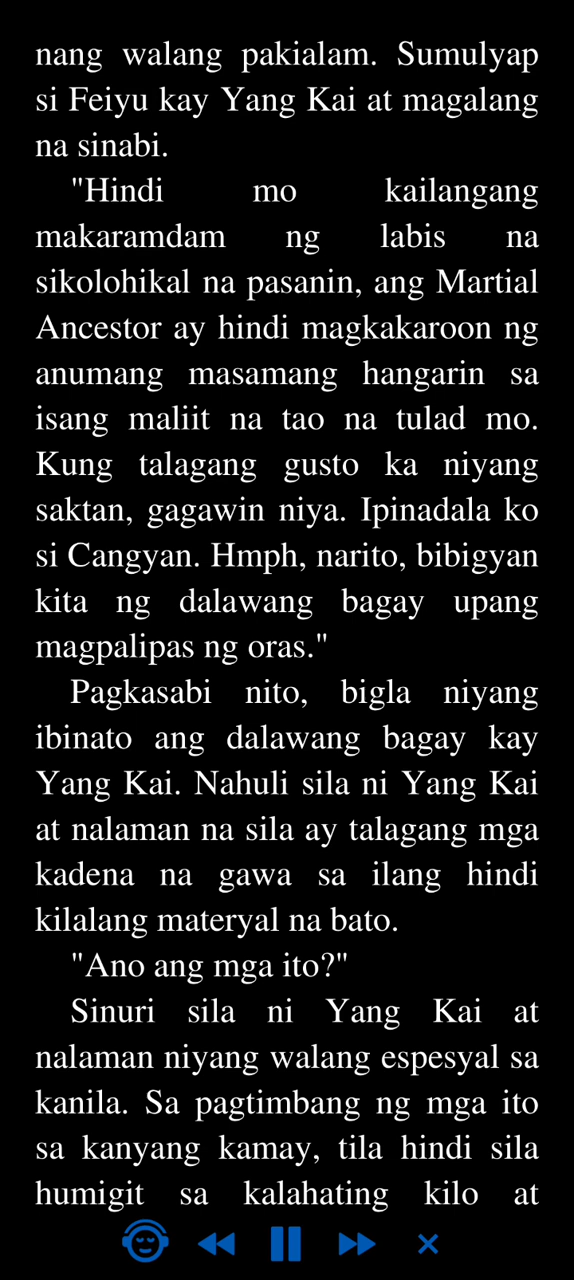 nang walang pakialam. Sumulyap
si Feiyu kay Yang Kai at magalang
na sinabi.
"Hindi mo kailangang
makaramdam ng labis na
sikolohikal na pasanin, ang Martial
Ancestor ay hindi magkakaroon ng
anumang masamang hangarin sa
isang maliit na tao na tulad mo.
Kung talagang gusto ka niyang
saktan, gagawin niya. Ipinadala ko
si Cangyan. Hmph, narito, bibigyan
kita ng dalawang bagay upang
magpalipas ng oras."
Pagkasabi nito, bigla niyang
ibinato ang dalawang bagay kay
Yang Kai. Nahuli sila ni Yang Kai
at nalaman na sila ay talagang mga
kadena na gawa sa ilang hindi
kilalang materyal na bato.
"Ano ang mga ito?"
Sinuri sila ni Yang Kai at
nalaman niyang walang espesyal sa
kanila. Sa pagtimbang ng mga ito
sa kanyang kamay, tila hindi sila
humigit sa kalahating kilo at